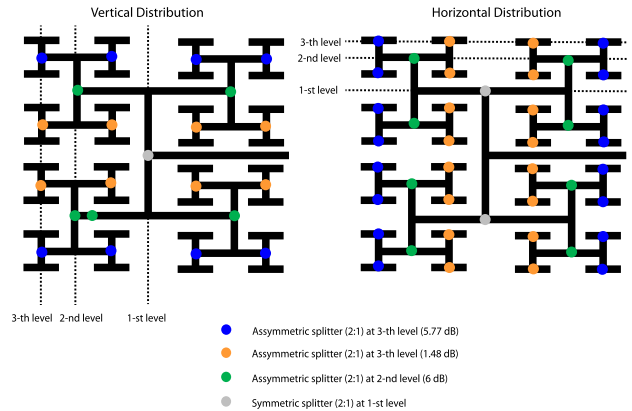 Vertical Distribution
Horizontal Distribution
3-th level
2-nd level
1-st level
3-th level 2-nd level 1-st level
Assymmetric splitter (2:1) at 3-th level (5.77 dB)
Assymetric splitter (2:1) at 3-th level (1.48 dB)
Assymetric splitter (2:1) at 2-nd level (6 dB)
Symmetric splitter (2:1) at 1-st level